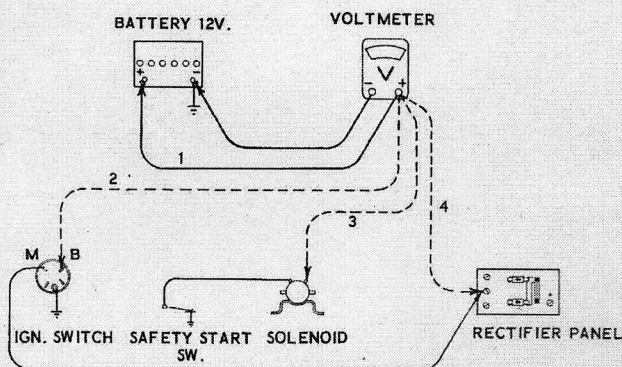 BATTERY 12V.
VOLTMETER
+ -
V
- +
1
2
3
4
M B
+
IGN. SWITCH
SAFETY START
SW.
SOLENOID
RECTIFIER PANEL